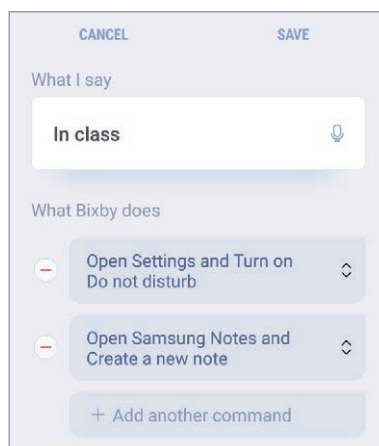 CANCEL SAVE
What I say
In class
What Bixby does
Open Settings and Turn on
Do not disturb
Open Samsung Notes and
Create a new note
+ Add another command